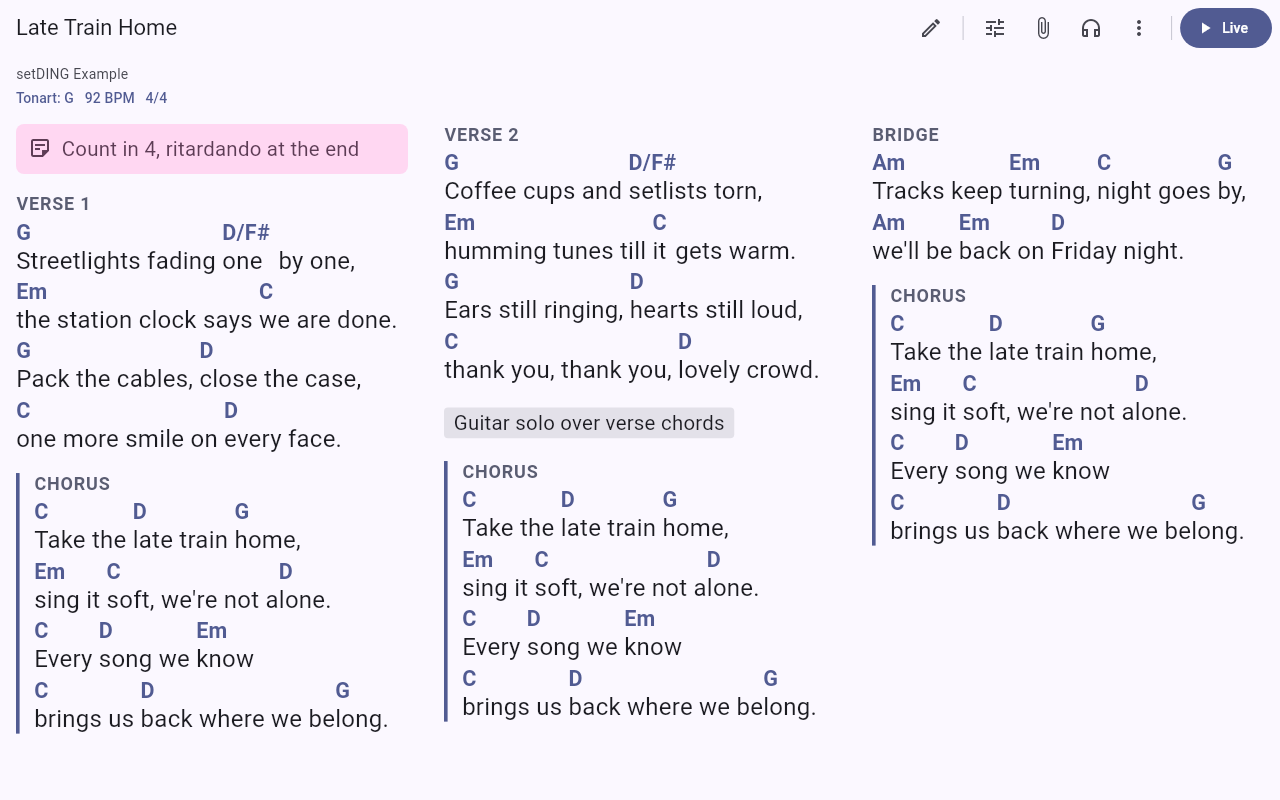 Late Train Home
Live
setDING Example
Tonart: G 92 BPM 4/4
Count in 4, ritardando at the end
VERSE 1
G D/F#
Streetlights fading one by one,
Em C
the station clock says we are done.
G D
Pack the cables, close the case,
C D
one more smile on every face.
CHORUS
C D G
Take the late train home,
Em C D
sing it soft, we're not alone.
C D Em
Every song we know
C D G
brings us back where we belong.
VERSE 2
G D/F#
Coffee cups and setlists torn,
Em C
humming tunes till it gets warm.
G D
Ears still ringing, hearts still loud,
C D
thank you, thank you, lovely crowd.
Guitar solo over verse chords
CHORUS
C D G
Take the late train home,
Em C D
sing it soft, we're not alone.
C D Em
Every song we know
C D G
brings us back where we belong.
BRIDGE
Am Em C G
Tracks keep turning, night goes by,
Am Em D
we'll be back on Friday night.
CHORUS
C D G
Take the late train home,
Em C D
sing it soft, we're not alone.
C D Em
Every song we know
C D G
brings us back where we belong.